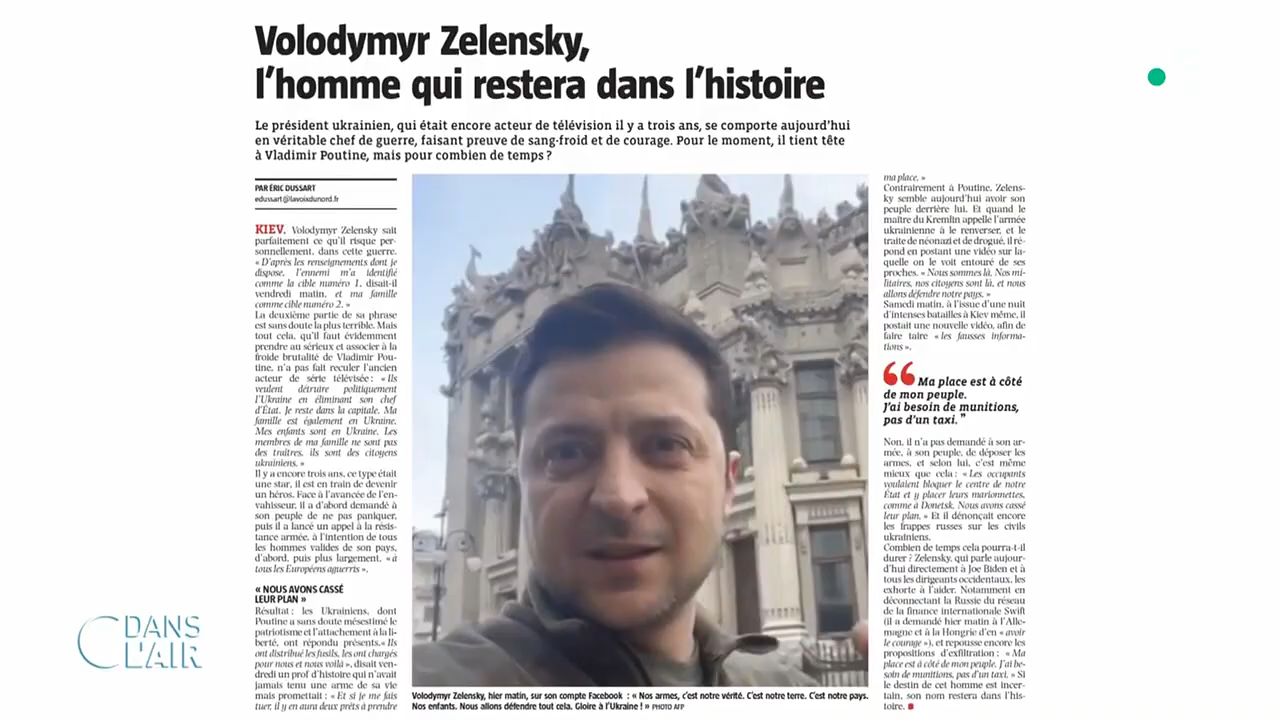 Volodymyr Zelensky,
l'homme qui restera dans l'histoire
Le président ukrainien, qui était encore acteur de télévision il y a trois ans, se comporte aujourd'hui
en véritable chef de guerre, faisant preuve de sang-froid et de courage. Pour le moment, il tient tête
à Vladimir Poutine, mais pour combien de temps ?
PAR ÉRIC DUSSART
edussart@lavoixdunord.fr
KIEV. Volodymyr Zelensky sait
parfaitement ce qu'il risque per-
sonnellement, dans cette guerre.
« D'après les renseignements dont je
dispose, l'ennemi m'a identifié
comme la cible numéro 1, disait-il
vendredi matin, et ma famille
comme cible numéro 2. »
La deuxième partie de sa phrase
est sans doute la plus terrible. Mais
tout cela, qu'il faut évidemment
prendre au sérieux et associer à la
froide brutalité de Vladimir Pou-
tine, n'a pas fait reculer l'ancien
acteur de série télévisée : « Ils
veulent détruire politiquement
l'Ukraine en éliminant son chef
d'État. Je reste dans la capitale. Ma
famille est également en Ukraine.
Mes enfants sont en Ukraine. Les
membres de ma famille ne sont pas
des traîtres, ils sont des citoyens
ukrainiens. »
Il y a encore trois ans, ce type était
une star, il est en train de devenir
un héros. Face à l'avancée de l'en-
vahisseur, il a d'abord demandé à
son peuple de ne pas paniquer,
puis il a lancé un appel à la résis-
tance armée, à l'intention de tous
les hommes valides de son pays,
d'abord, puis plus largement, « à
tous les Européens aguerris ».
« NOUS AVONS CASSÉ
LEUR PLAN »
Résultat : les Ukrainiens, dont
Poutine a sans doute mésestimé le
patriotisme et l'attachement à la li-
berté, ont répondu présents. « Ils
ont distribué les fusils, les ont chargés
pour nous et nous voilà », disait ven-
dredi un prof d'histoire qui n'avait
jamais tenu une arme de sa vie
mais promettait : « Et si je me fais
tuer, il y en aura deux prêts à prendre
ma place. »
Contrairement à Poutine, Zelens-
ky semble aujourd'hui avoir son
peuple derrière lui. Et quand le
maître du Kremlin appelle l'armée
ukrainienne à le renverser, et le
traite de néonazi et de drogué, il ré-
pond en postant une vidéo sur la-
quelle on le voit entouré de ses
proches. « Nous sommes là. Nos mi-
litaires, nos citoyens sont là, et nous
allons défendre notre pays. »
Samedi matin, à l'issue d'une nuit
d'intenses batailles à Kiev même, il
postait une nouvelle vidéo, afin de
faire taire « les fausses informa-
tions ».
“ Ma place est à côté
de mon peuple.
J'ai besoin de munitions,
pas d'un taxi. "
Non, il n'a pas demandé à son ar-
mée, à son peuple, de déposer les
armes, et selon lui, c'est même
mieux que cela : « Les occupants
voulaient bloquer le centre de notre
État et y placer leurs marionnettes,
comme à Donetsk. Nous avons cassé
leur plan. » Et il dénonçait encore
les frappes russes sur les civils
ukrainiens.
Combien de temps cela pourra-t-il
durer ? Zelensky, qui parle aujour-
d'hui directement à Joe Biden et à
tous les dirigeants occidentaux, les
exhorte à l'aider. Notamment en
déconnectant la Russie du réseau
de la finance internationale Swift
(il a demandé hier matin à l'Alle-
magne et à la Hongrie d'en « avoir
le courage »), et repousse encore les
propositions d'exfiltration : « Ma
place est à côté de mon peuple. J'ai be-
soin de munitions, pas d'un taxi. » Si
le destin de cet homme est incer-
tain, son nom restera dans l'his-
toire.
Volodymyr Zelensky, hier matin, sur son compte Facebook : « Nos armes, c'est notre vérité. C'est notre terre. C'est notre pays.
Nos enfants. Nous allons défendre tout cela. Gloire à l'Ukraine ! » PHOTO AFP
C DANS
L'AIR